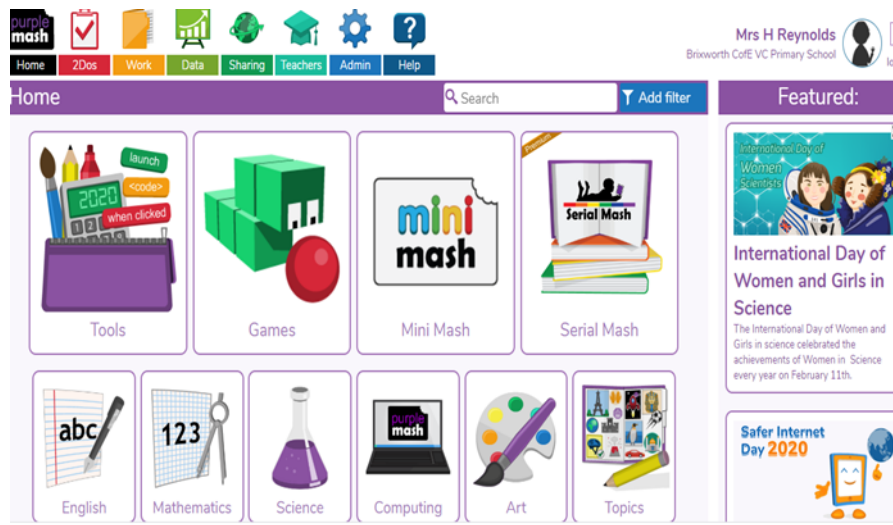 purple
mash
Home
2Dos
Work
Data
Sharing
Teachers
Admin
Help
Mrs H Reynolds
Brixworth CofE VC Primary School
Home
Search
Add filter
Featured:
launch
2020
<code>
when clicked
1 2
Tools
Games
mini
mash
Mini Mash
Premium
Serial Mash
Serial Mash
International Day of
Women
Scientists
International Day of
Women and Girls in
Science
The International Day of Women and
Girls in science celebrated the
achievements of Women in Science
every year on February 11th.
abc
English
123
Mathematics
Science
purple
mash
Computing
Art
Topics
Safer Internet
Day 2020